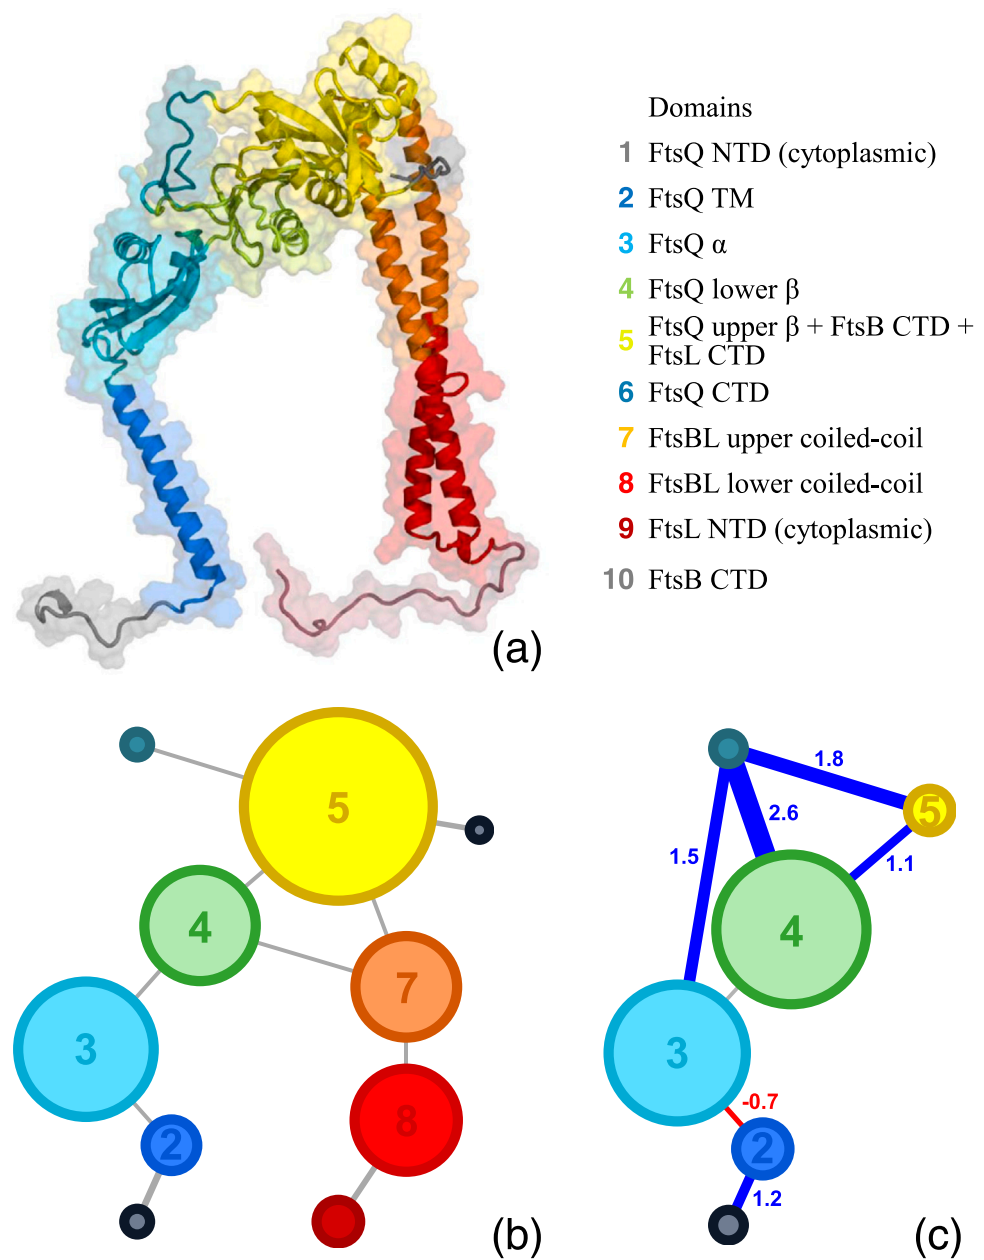 Domains
1 FtsQ NTD (cytoplasmic)
2 FtsQ TM
3 FtsQ α
4 FtsQ lower β
5 FtsQ upper β + FtsB CTD +
FtsL CTD
6 FtsQ CTD
7 FtsBL upper coiled-coil
8 FtsBL lower coiled-coil
9 FtsL NTD (cytoplasmic)
10 FtsB CTD
(a)
5
4
7
3
8
2
(b)
1.8
5
2.6
1.5
1.1
4
3
-0.7
2
1.2
(c)